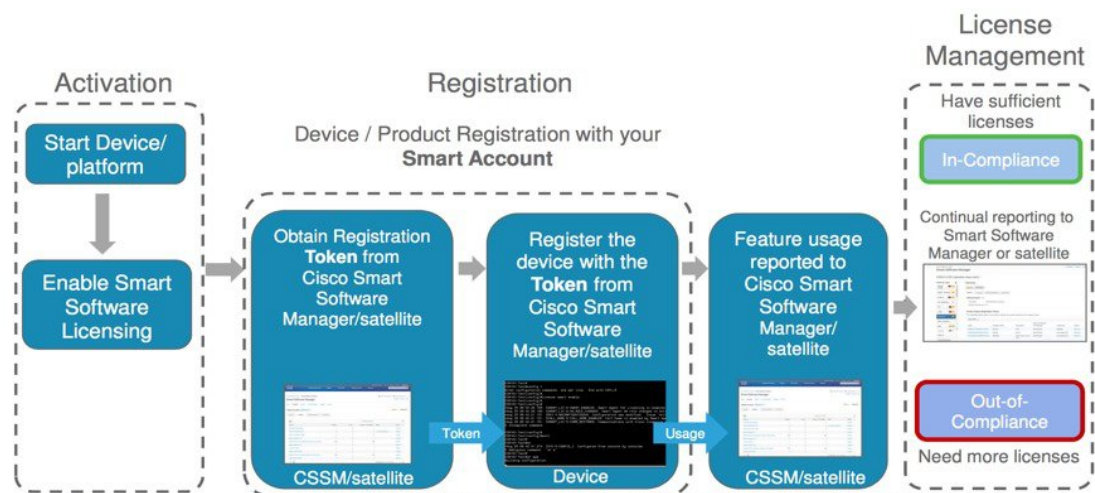 Activation
Start Device/
platform
Enable Smart
Software
Licensing
Registration
Device / Product Registration with your
Smart Account
Obtain Registration
Token from
Cisco Smart
Software
Manager/satellite
CSSM/satellite
Token
Register the
device with the
Token from
Cisco Smart
Software
Manager/satellite
Device
Usage
Feature usage
reported to
Cisco Smart
Software
Manager/
satellite
CSSM/satellite
License
Management
Have sufficient
licenses
In-Compliance
Continual reporting to
Smart Software
Manager or satellite
Out-of-
Compliance
Need more licenses